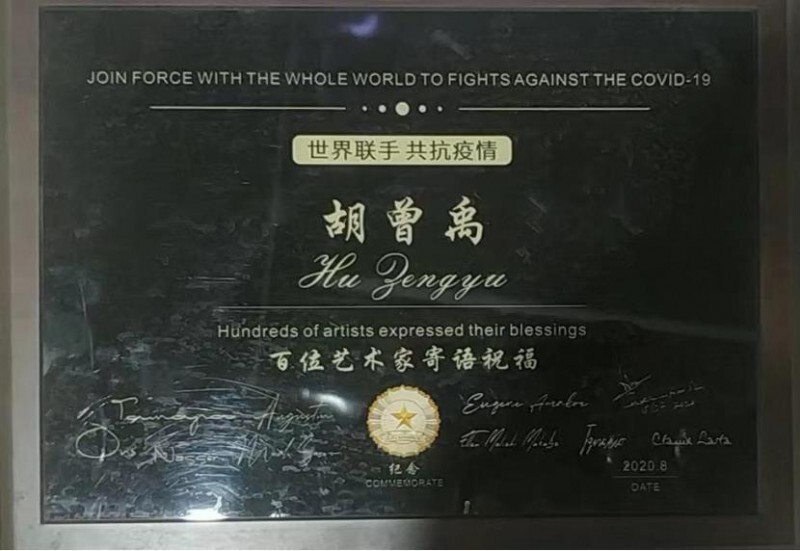 JOIN FORCE WITH THE WHOLE WORLD TO FIGHTS AGAINST THE COVID-19
世界联手 共抗疫情
胡曾禹
Hu Zengyu
Hundreds of artists expressed their blessings
百位艺术家寄语祝福
Eugene
纪念
COMMEMORATE
2020.8
DATE